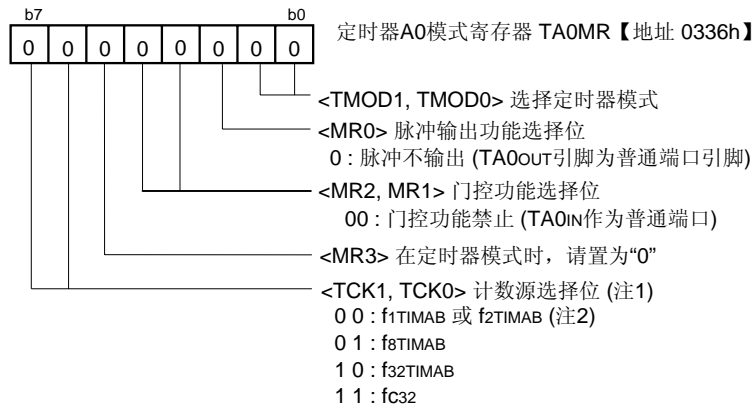 b7 b0
定时器A0模式寄存器 TA0MR【地址 0336h】
0 0 0 0 0 0 0 0
<TMOD1, TMOD0> 选择定时器模式
<MR0> 脉冲输出功能选择位
0 : 脉冲不输出 (TA0OUT引脚为普通端口引脚)
<MR2, MR1> 门控功能选择位
00 : 门控功能禁止 (TA0IN作为普通端口)
<MR3> 在定时器模式时，请置为“0”
<TCK1, TCK0> 计数源选择位 (注1)
0 0 : f1TIMAB 或 f2TIMAB (注2)
0 1 : f8TIMAB
1 0 : f32TIMAB
1 1 : fC32